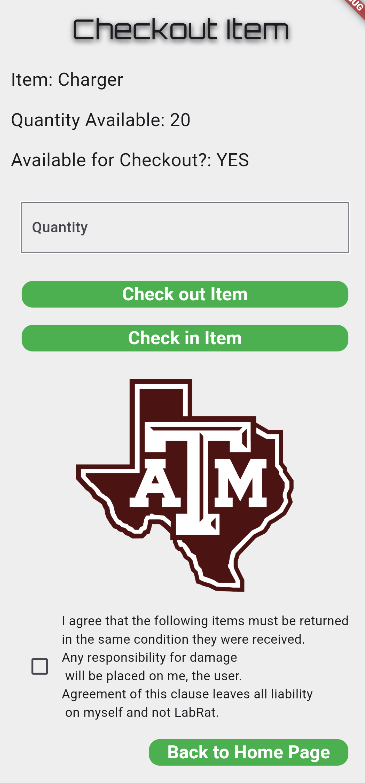 Checkout Item
Item: Charger
Quantity Available: 20
Available for Checkout?: YES
Quantity
Check out Item
Check in Item
ATM
I agree that the following items must be returned
in the same condition they were received.
Any responsibility for damage
will be placed on me, the user.
Agreement of this clause leaves all liability
on myself and not LabRat.
Back to Home Page